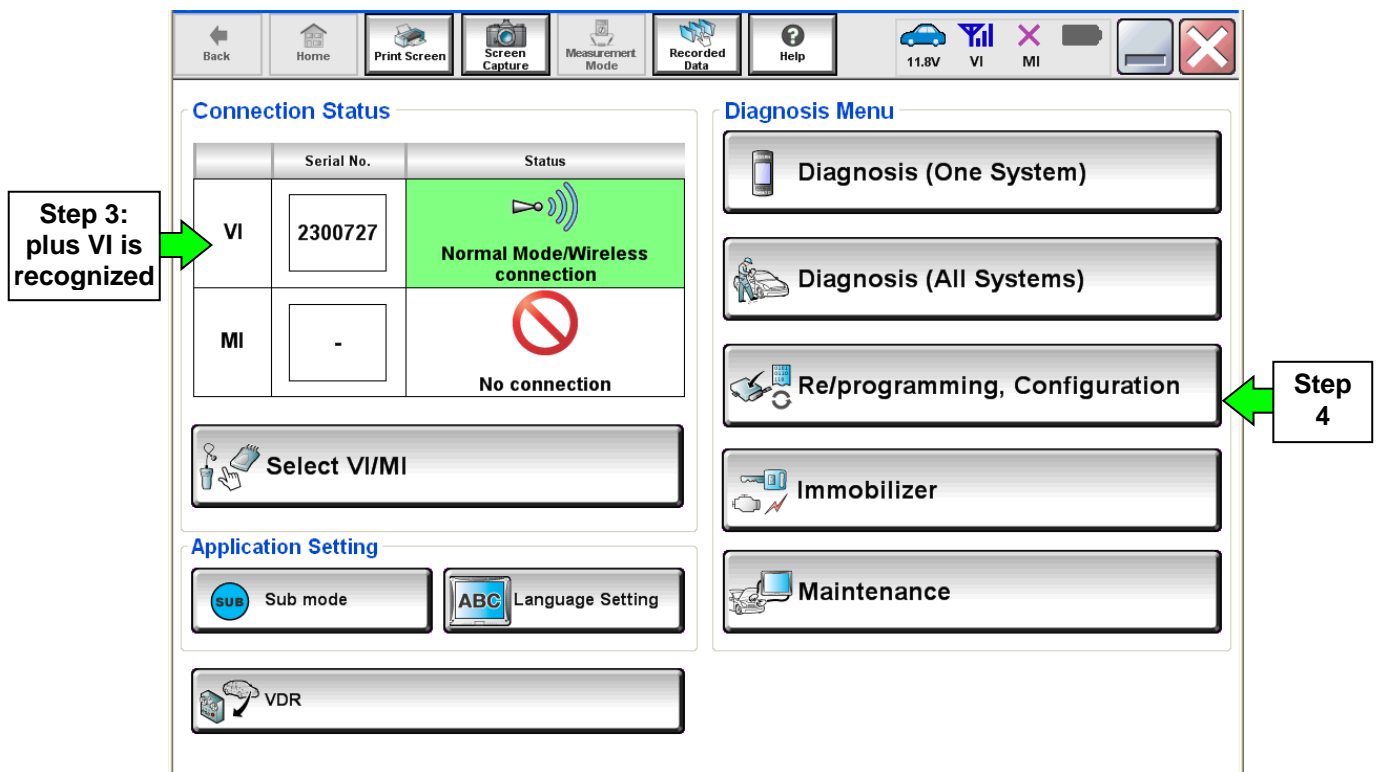 Back
Home
Print Screen
Screen
Capture
Measurement
Mode
Recorded
Data
?
Help
11.8V
VI
MI
Connection Status
Serial No.
Status
VI
2300727
Normal Mode/Wireless
connection
MI
-
No connection
Select VI/MI
Application Setting
SUB
Sub mode
ABC
Language Setting
VDR
Diagnosis Menu
Diagnosis (One System)
Diagnosis (All Systems)
Re/programming, Configuration
Immobilizer
Maintenance
Step 3:
plus VI is
recognized
Step
4